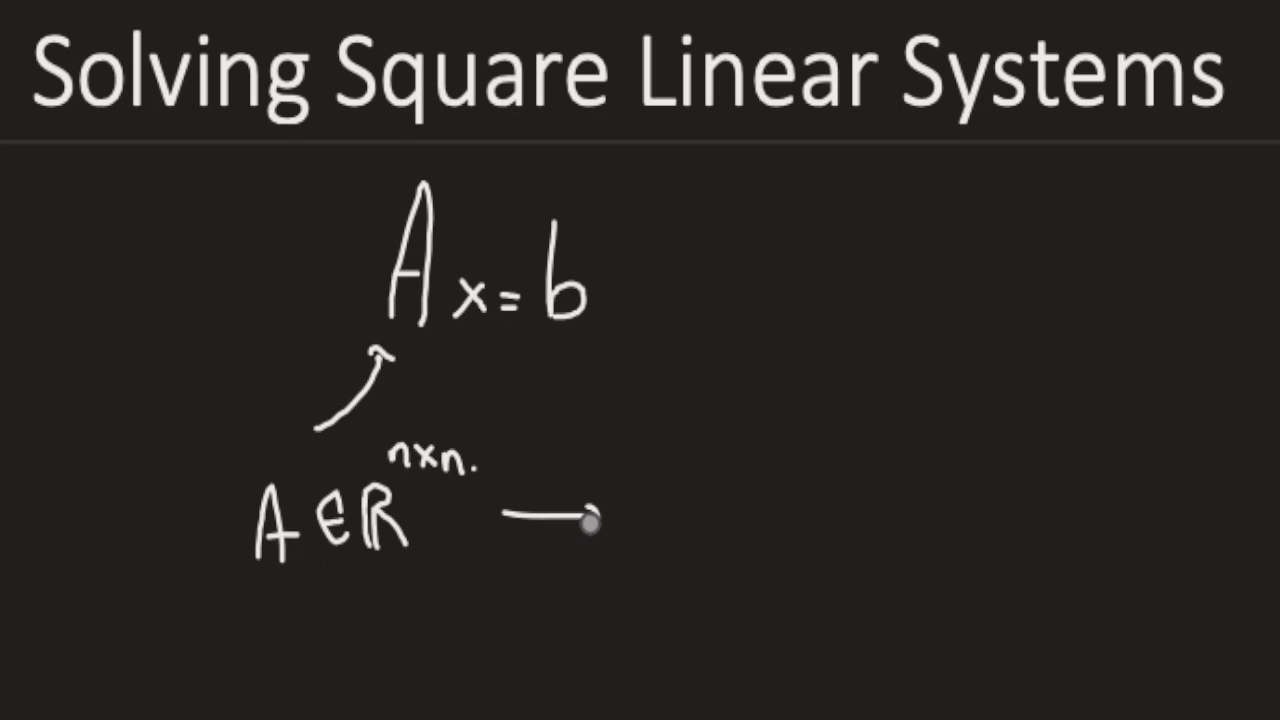 Solving Square Linear Systems
Ax=b
A∈ℝ^{n×n}. →